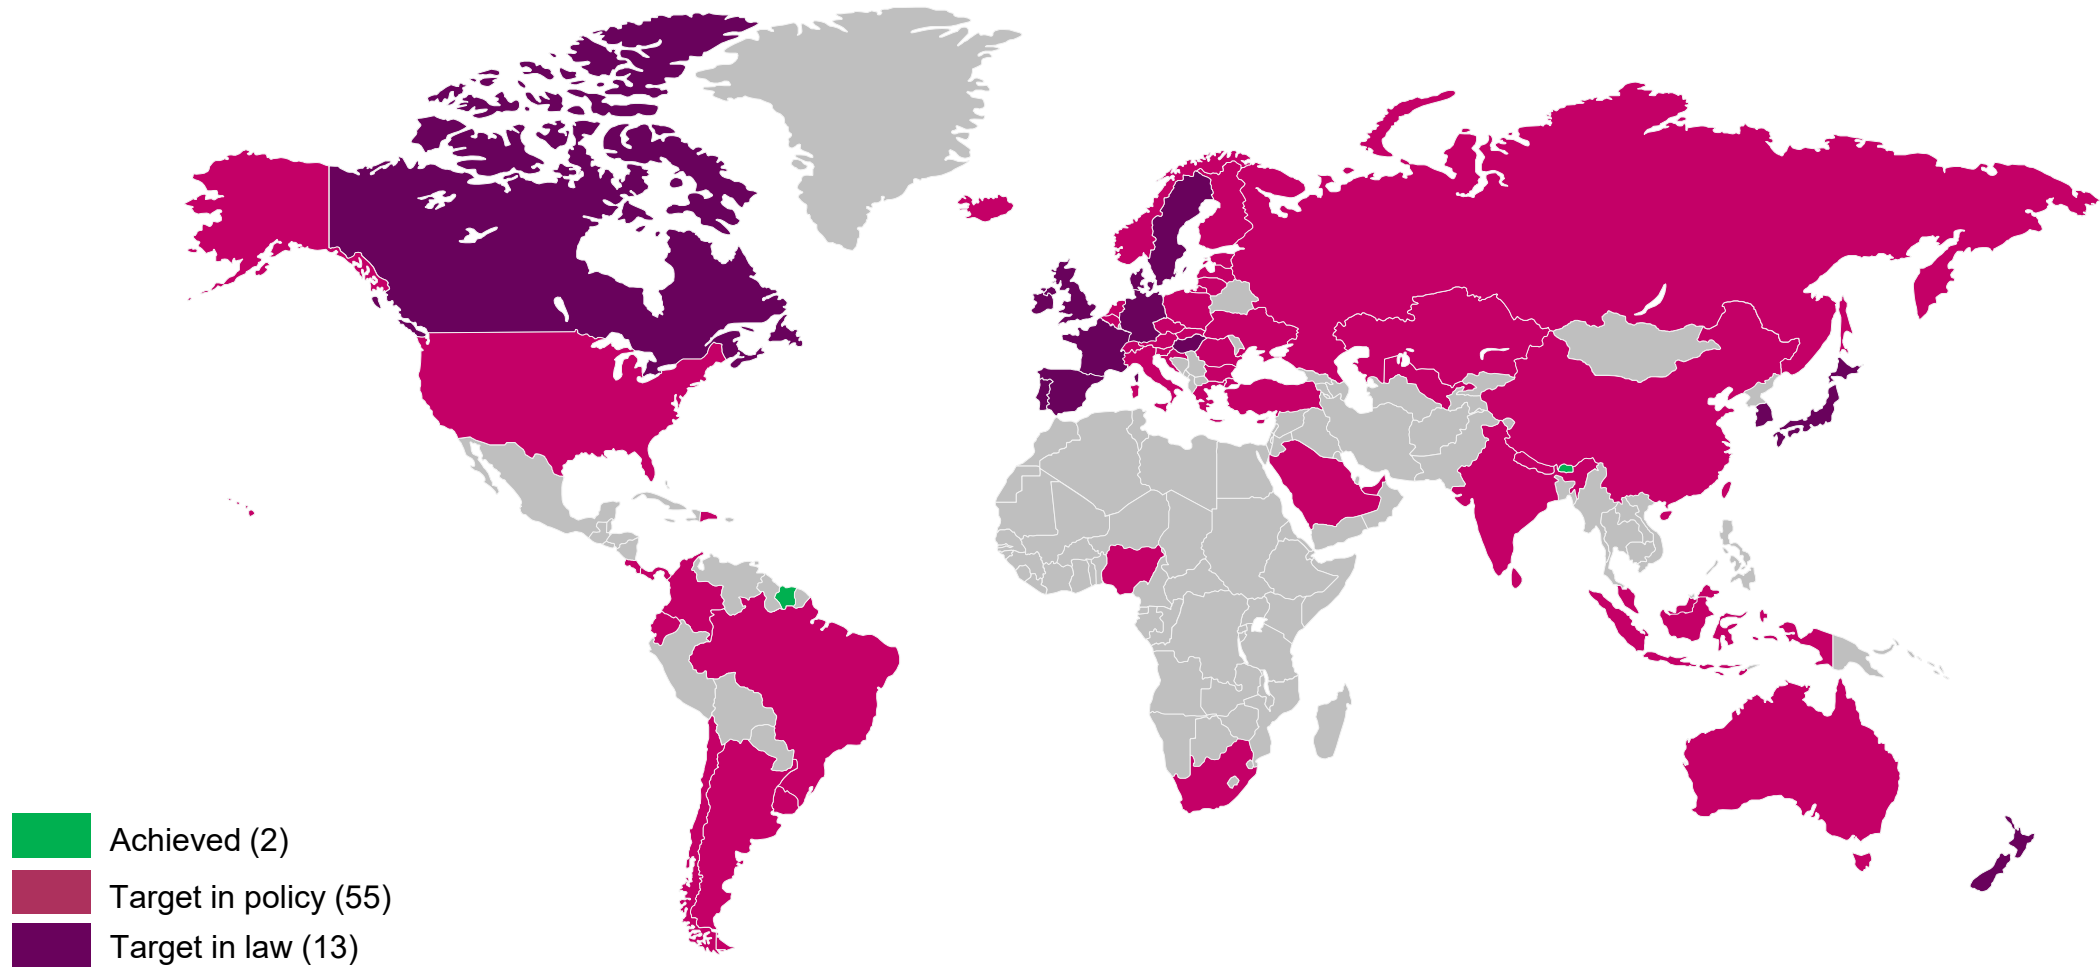 Achieved (2)
Target in policy (55)
Target in law (13)